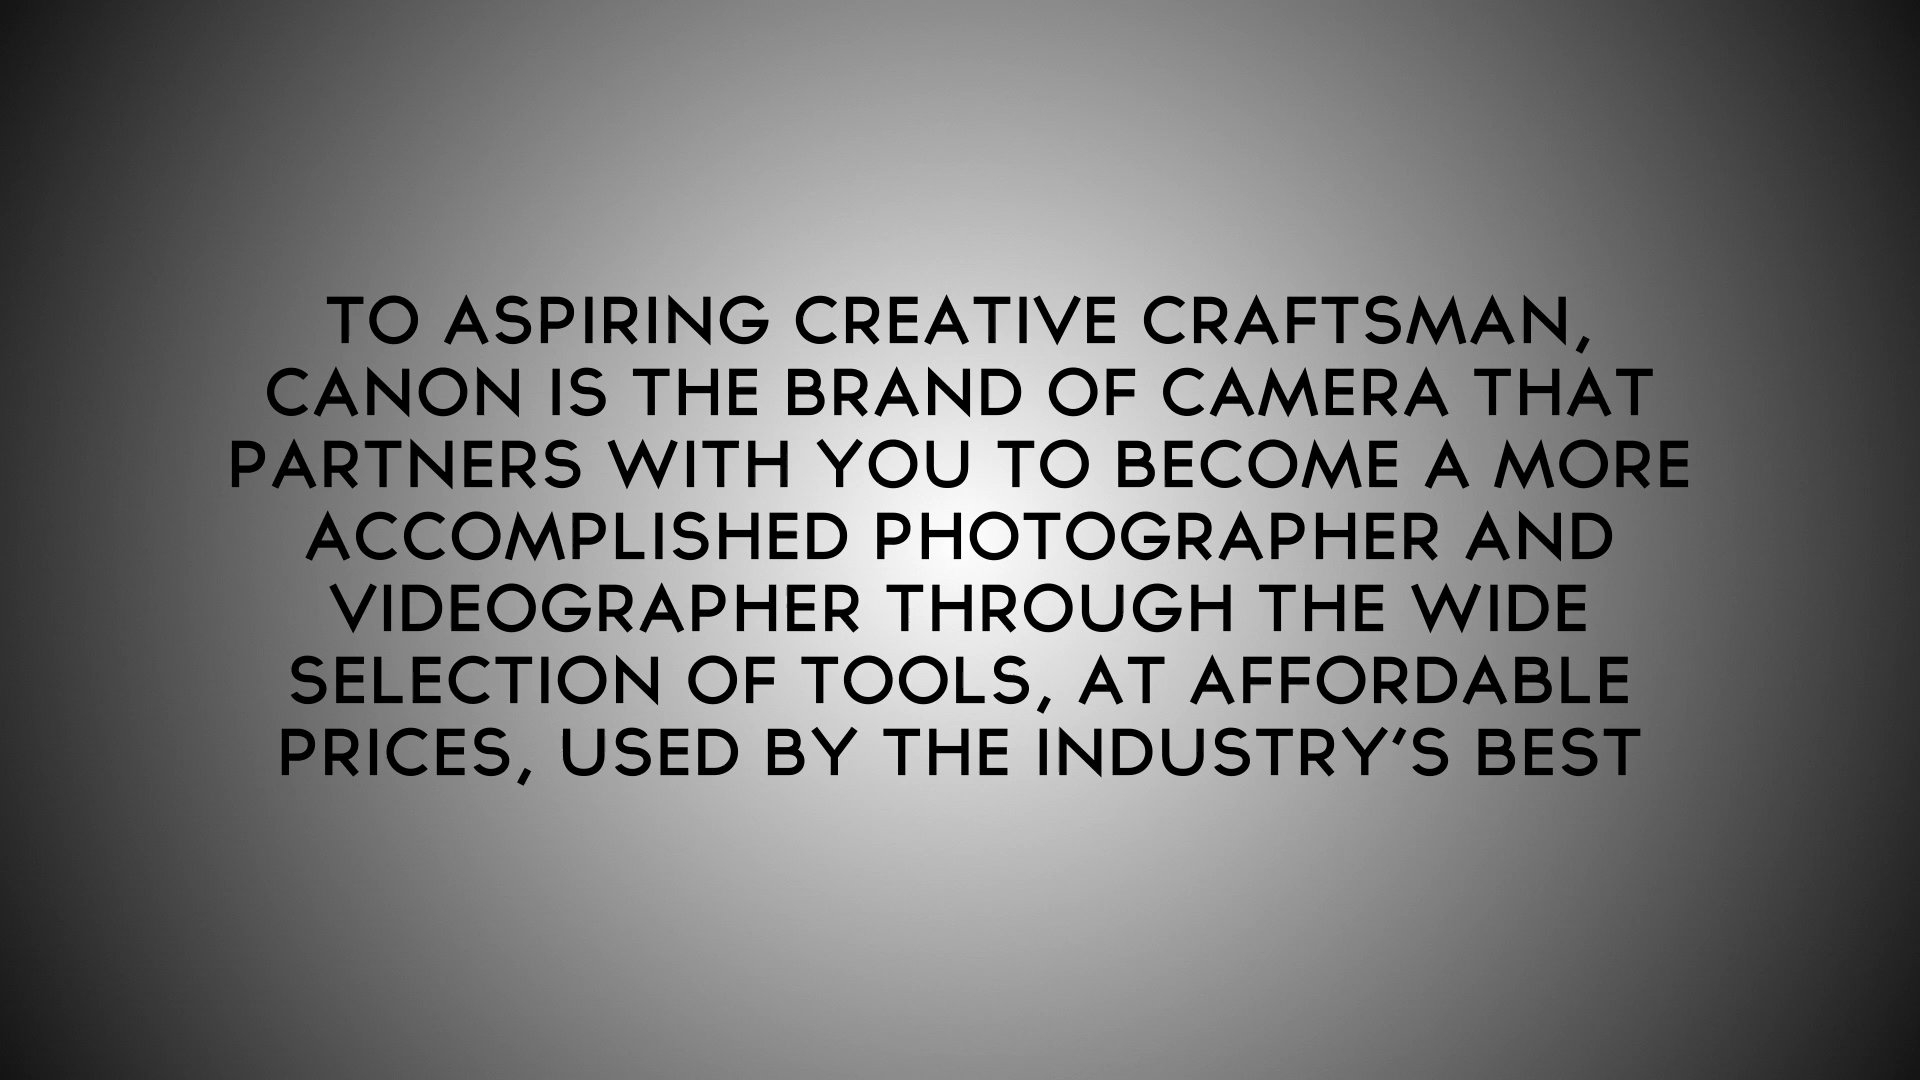 TO ASPIRING CREATIVE CRAFTSMAN,
CANON IS THE BRAND OF CAMERA THAT
PARTNERS WITH YOU TO BECOME A MORE
ACCOMPLISHED PHOTOGRAPHER AND
VIDEOGRAPHER THROUGH THE WIDE
SELECTION OF TOOLS, AT AFFORDABLE
PRICES, USED BY THE INDUSTRY'S BEST